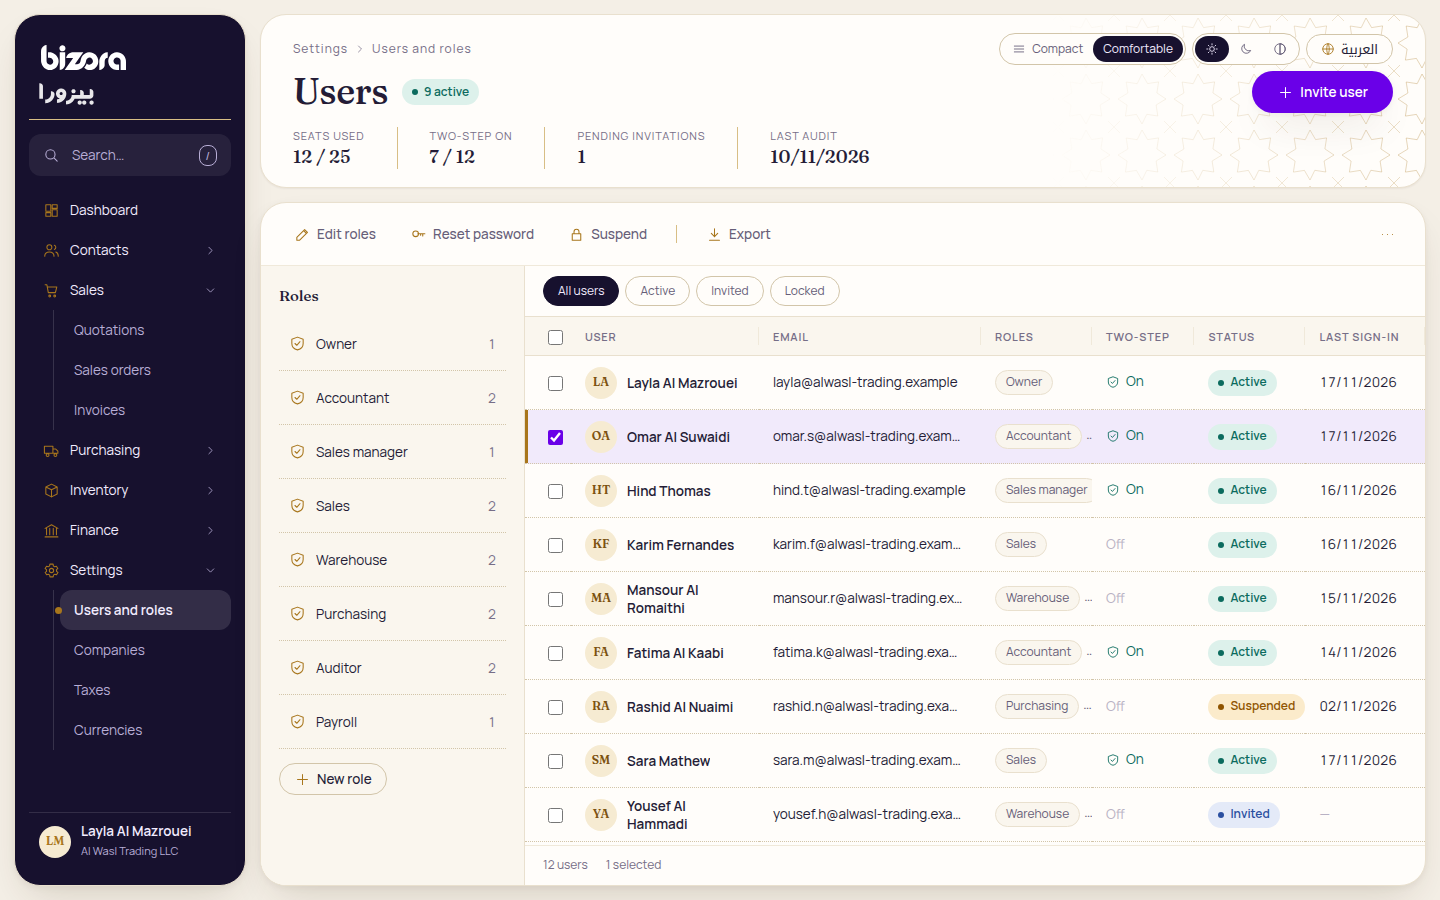 bizora
بيزورا
Search...
/
Dashboard
Contacts
Sales
Quotations
Sales orders
Invoices
Purchasing
Inventory
Finance
Settings
Users and roles
Companies
Taxes
Currencies
LM
Layla Al Mazrouei
Al Wasl Trading LLC
Settings > Users and roles
Compact Comfortable
العربية
Users
9 active
Invite user
SEATS USED TWO-STEP ON PENDING INVITATIONS LAST AUDIT
12 / 25 7 / 12 1 10/11/2026
Edit roles Reset password Suspend Export ...
Roles
Owner 1
Accountant 2
Sales manager 1
Sales 2
Warehouse 2
Purchasing 2
Auditor 2
Payroll 1
New role
All users Active Invited Locked
USER EMAIL ROLES TWO-STEP STATUS LAST SIGN-IN
LA Layla Al Mazrouei layla@alwasl-trading.example Owner On Active 17/11/2026
OA Omar Al Suwaidi omar.s@alwasl-trading.exam... Accountant .. On Active 17/11/2026
HT Hind Thomas hind.t@alwasl-trading.example Sales manager On Active 16/11/2026
KF Karim Fernandes karim.f@alwasl-trading.exam... Sales Off Active 16/11/2026
MA Mansour Al Romaithi mansour.r@alwasl-trading.ex... Warehouse ... Off Active 15/11/2026
FA Fatima Al Kaabi fatima.k@alwasl-trading.exa... Accountant .. On Active 14/11/2026
RA Rashid Al Nuaimi rashid.n@alwasl-trading.exa... Purchasing ... Off Suspended 02/11/2026
SM Sara Mathew sara.m@alwasl-trading.exam... Sales On Active 17/11/2026
YA Yousef Al Hammadi yousef.h@alwasl-trading.exa... Warehouse ... Off Invited —
12 users 1 selected